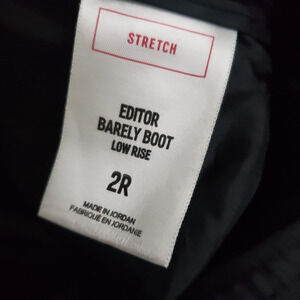 STRETCH
EDITOR
BARELY BOOT
LOW RISE
2R
MADE IN JORDAN
FABRIQUÉ EN JORDANIE